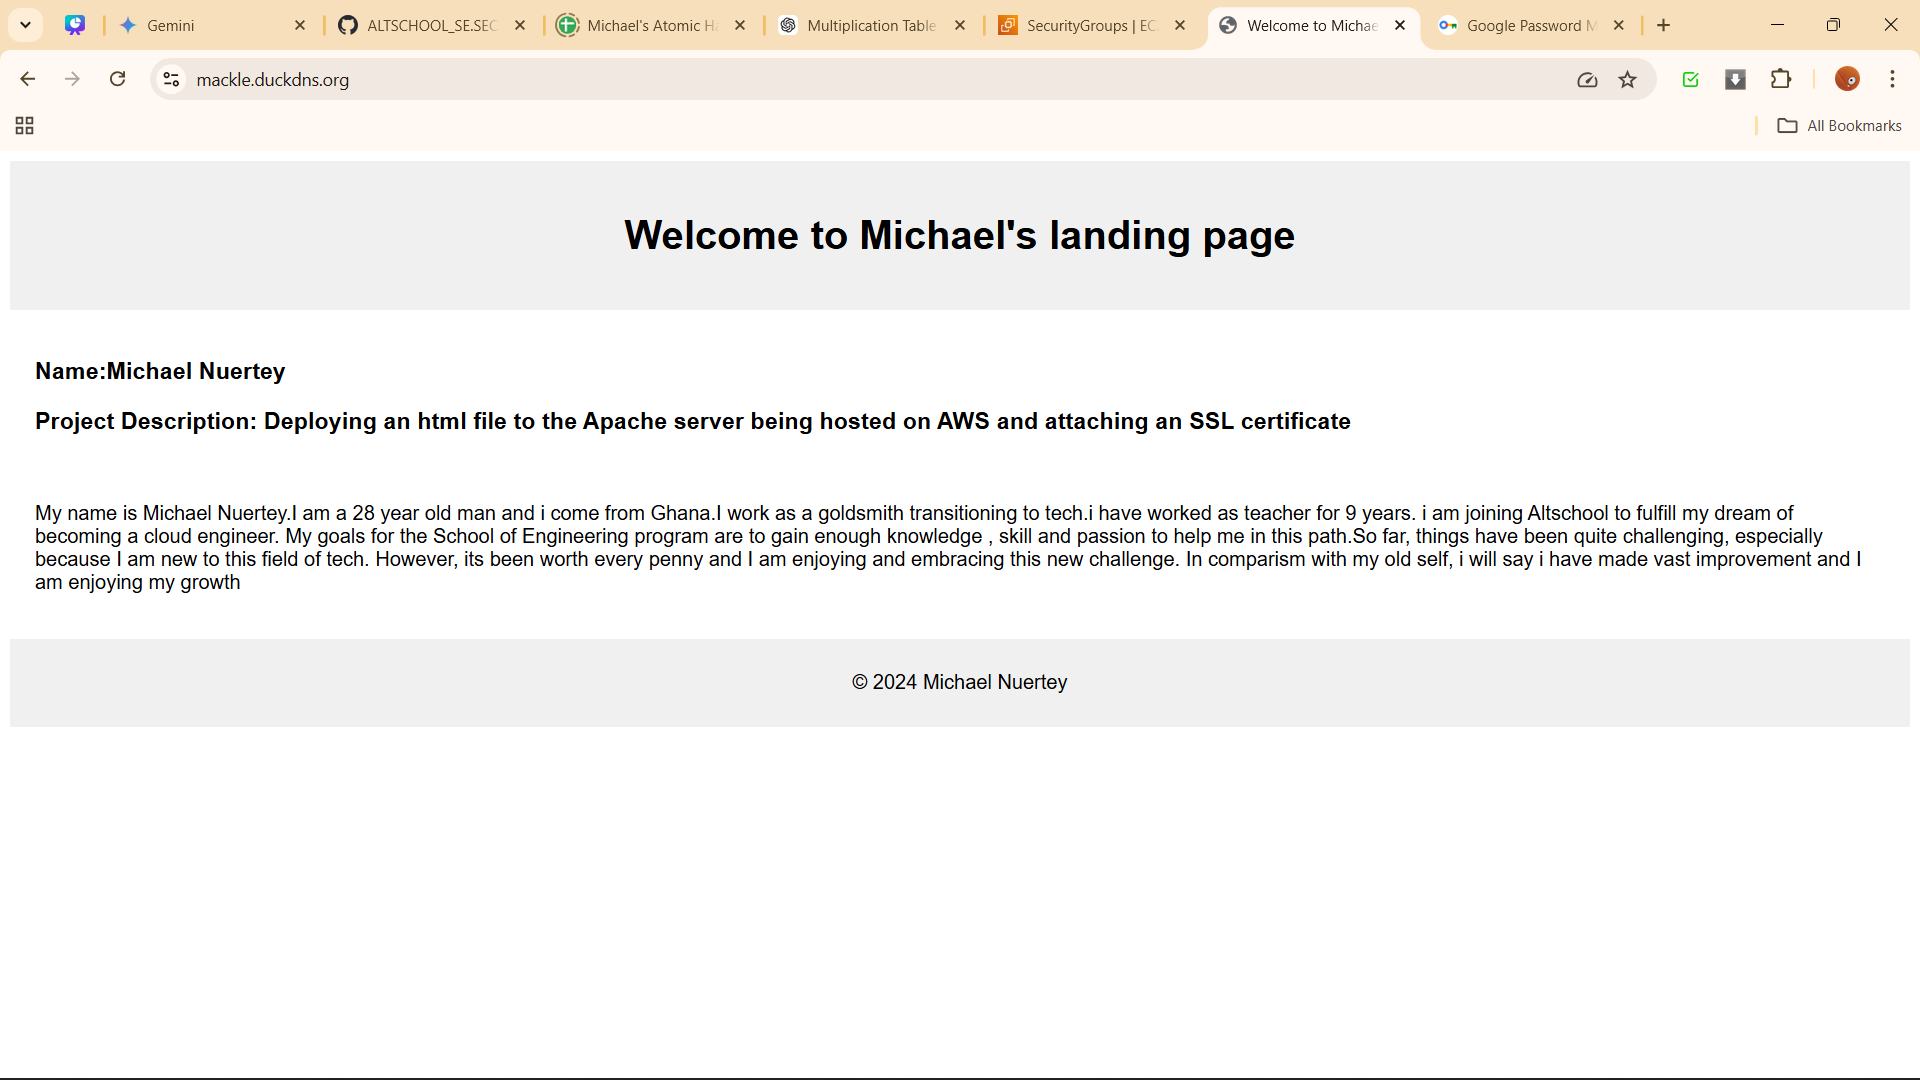 Gemini
ALTSCHOOL_SE.SEC
Michael's Atomic Ha
Multiplication Table
SecurityGroups | EC
Welcome to Michae
Google Password M
mackle.duckdns.org
All Bookmarks
Welcome to Michael's landing page
Name:Michael Nuertey
Project Description: Deploying an html file to the Apache server being hosted on AWS and attaching an SSL certificate
My name is Michael Nuertey.I am a 28 year old man and i come from Ghana.I work as a goldsmith transitioning to tech.i have worked as teacher for 9 years. i am joining Altschool to fulfill my dream of
becoming a cloud engineer. My goals for the School of Engineering program are to gain enough knowledge , skill and passion to help me in this path.So far, things have been quite challenging, especially
because I am new to this field of tech. However, its been worth every penny and I am enjoying and embracing this new challenge. In comparism with my old self, i will say i have made vast improvement and I
am enjoying my growth
© 2024 Michael Nuertey